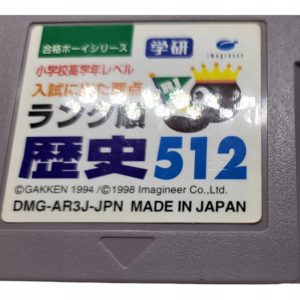 合格ボーイシリーズ
学研
imagineer
小学校高学年レベル
入試に出た要点
ランク順
歴史512
©GAKKEN 1994 /©1998 Imagineer Co.,Ltd.
DMG-AR3J-JPN MADE IN JAPAN